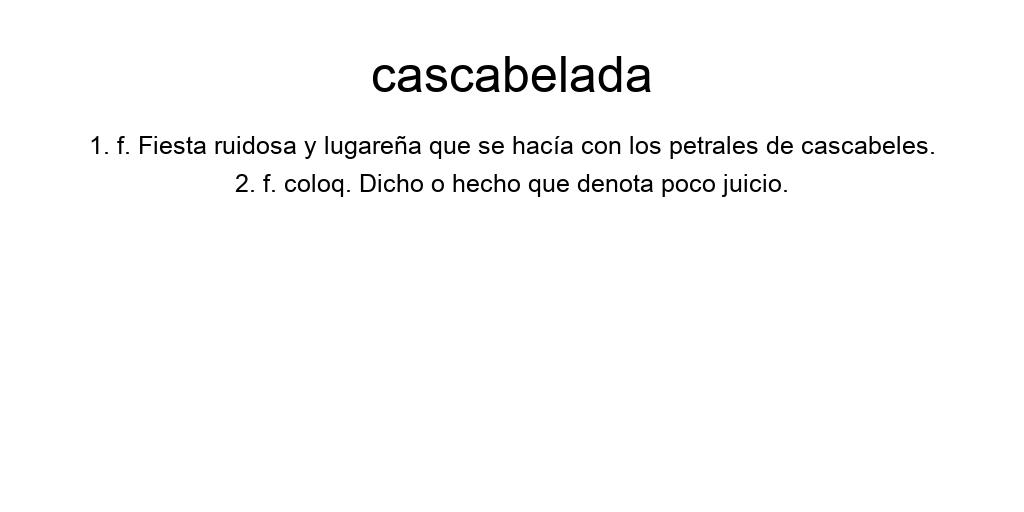 cascabelada
1. f. Fiesta ruidosa y lugareña que se hacía con los petrales de cascabeles.
2. f. coloq. Dicho o hecho que denota poco juicio.